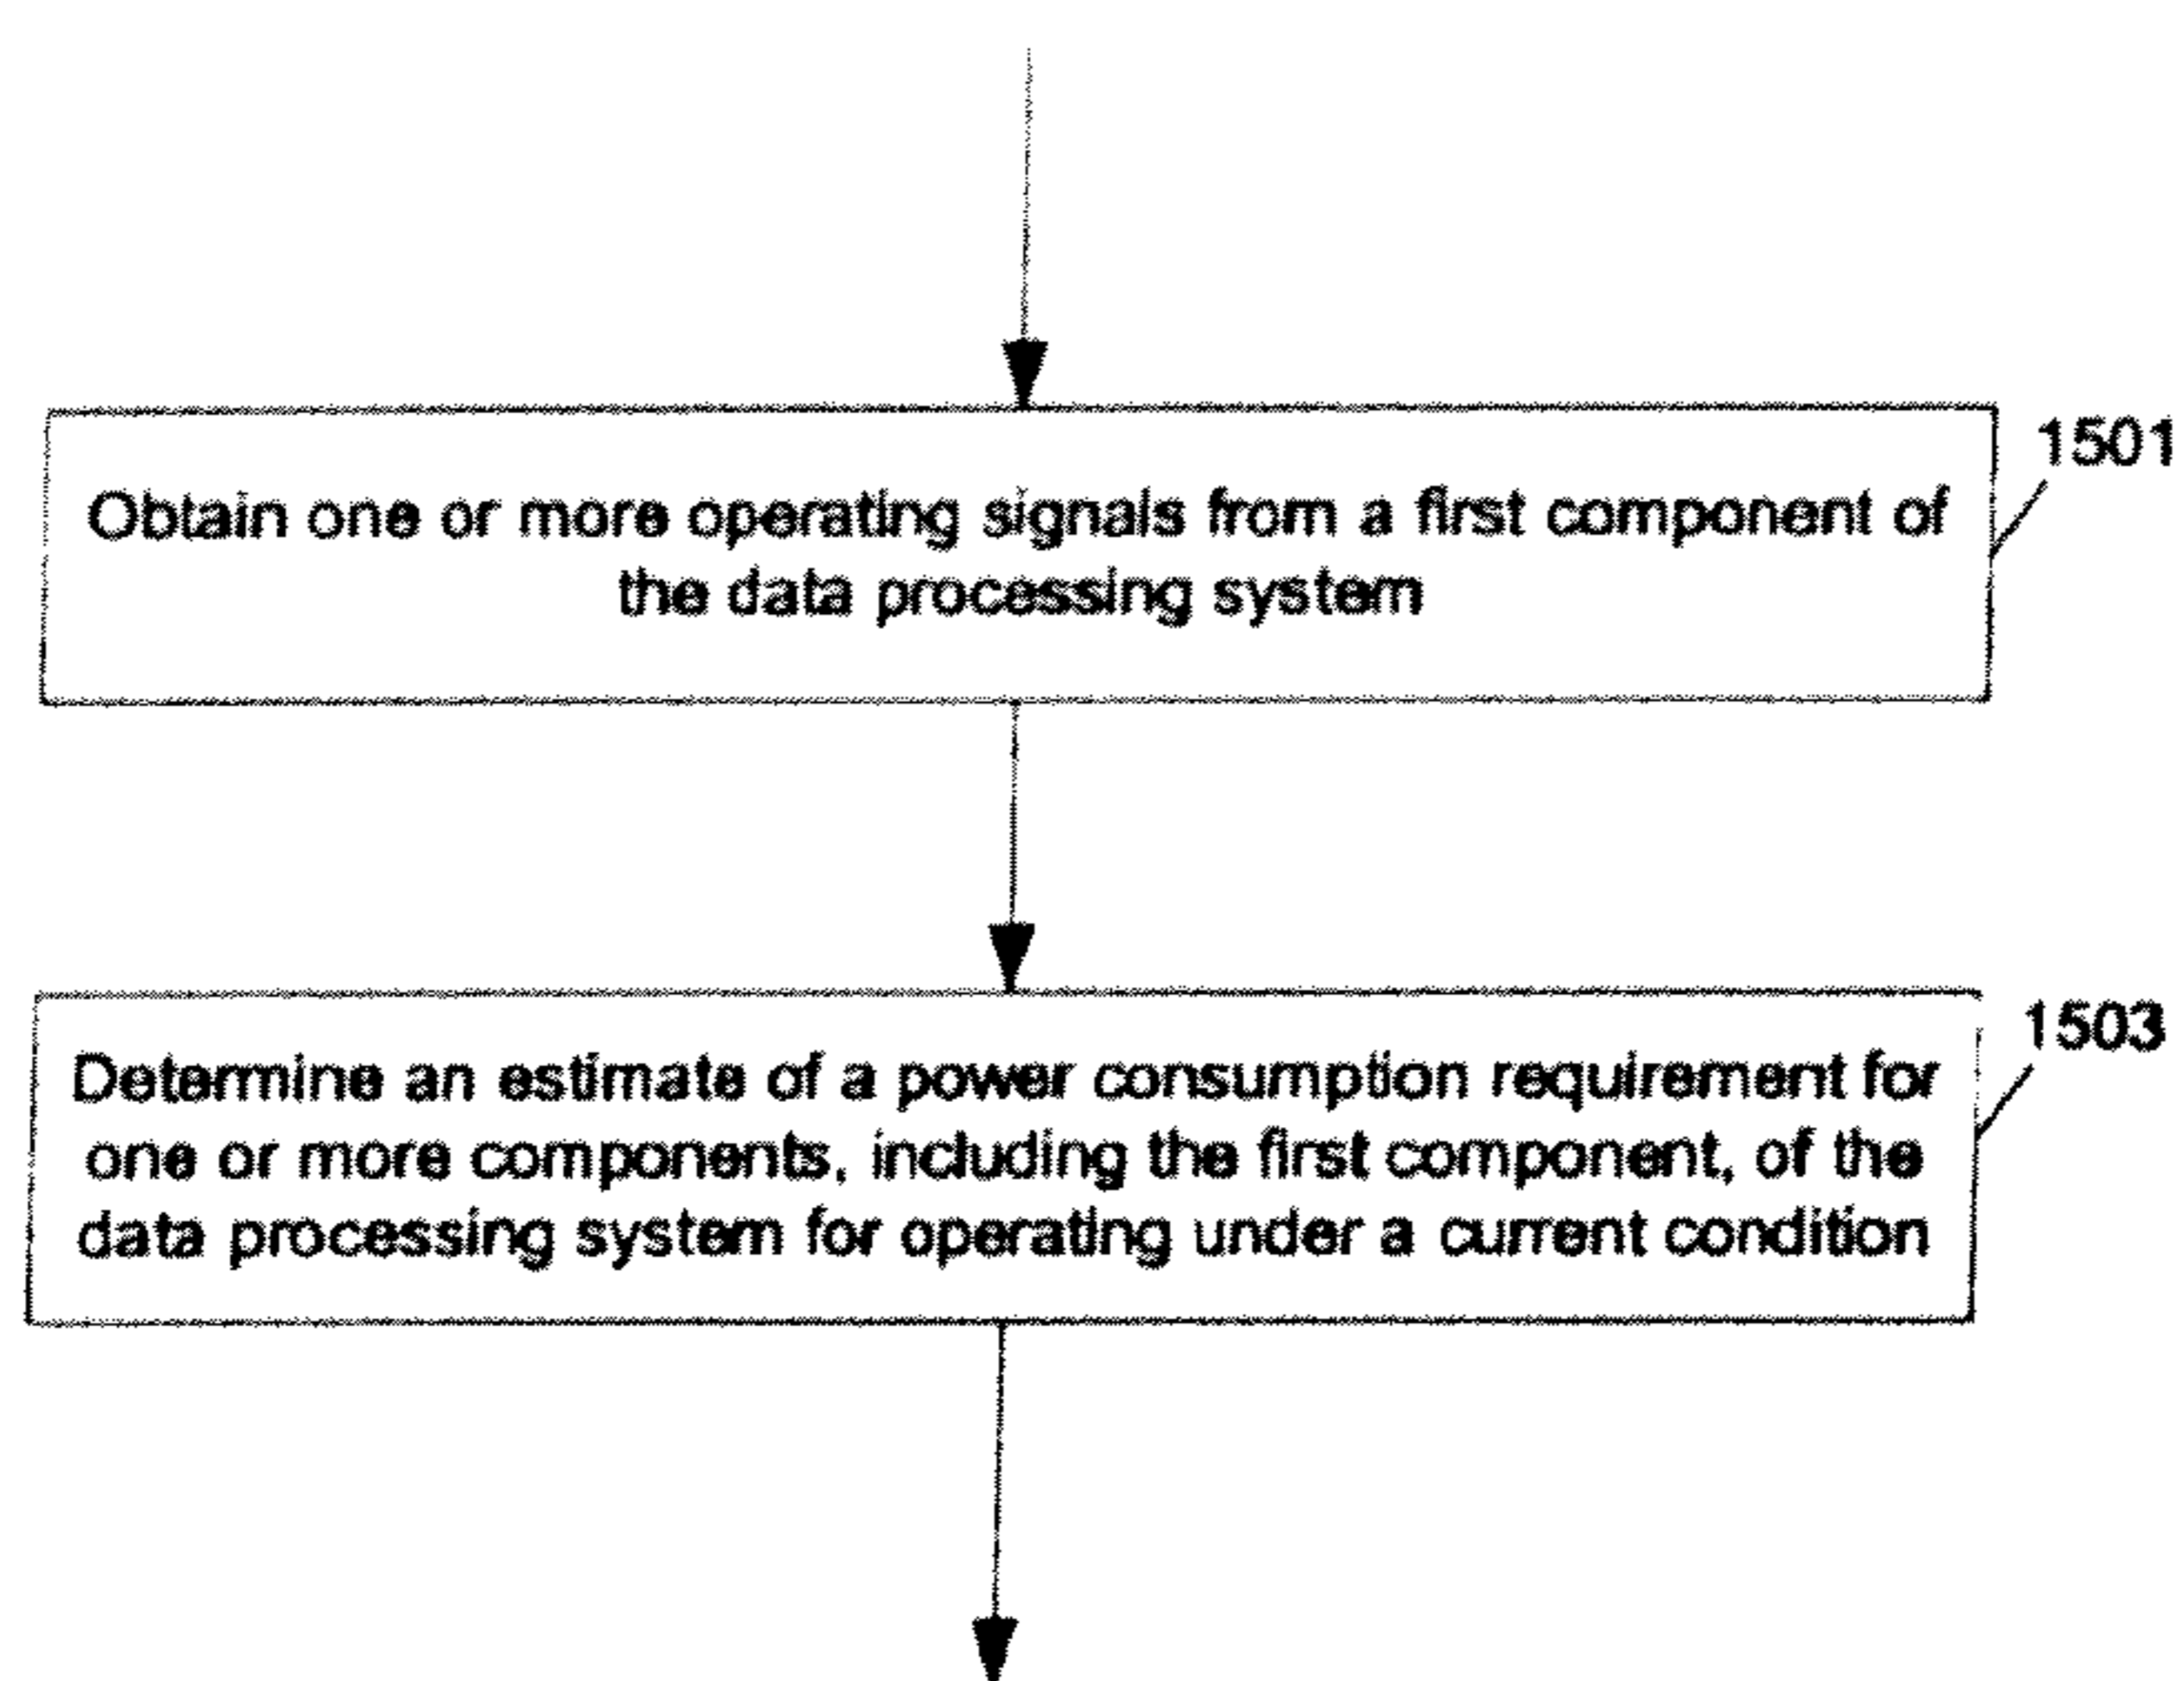 1501
Obtain one or more operating signals from a first component of
the data processing system
1503
Determine an estimate of a power consumption requirement for
one or more components, including the first component, of the
data processing system for operating under a current condition